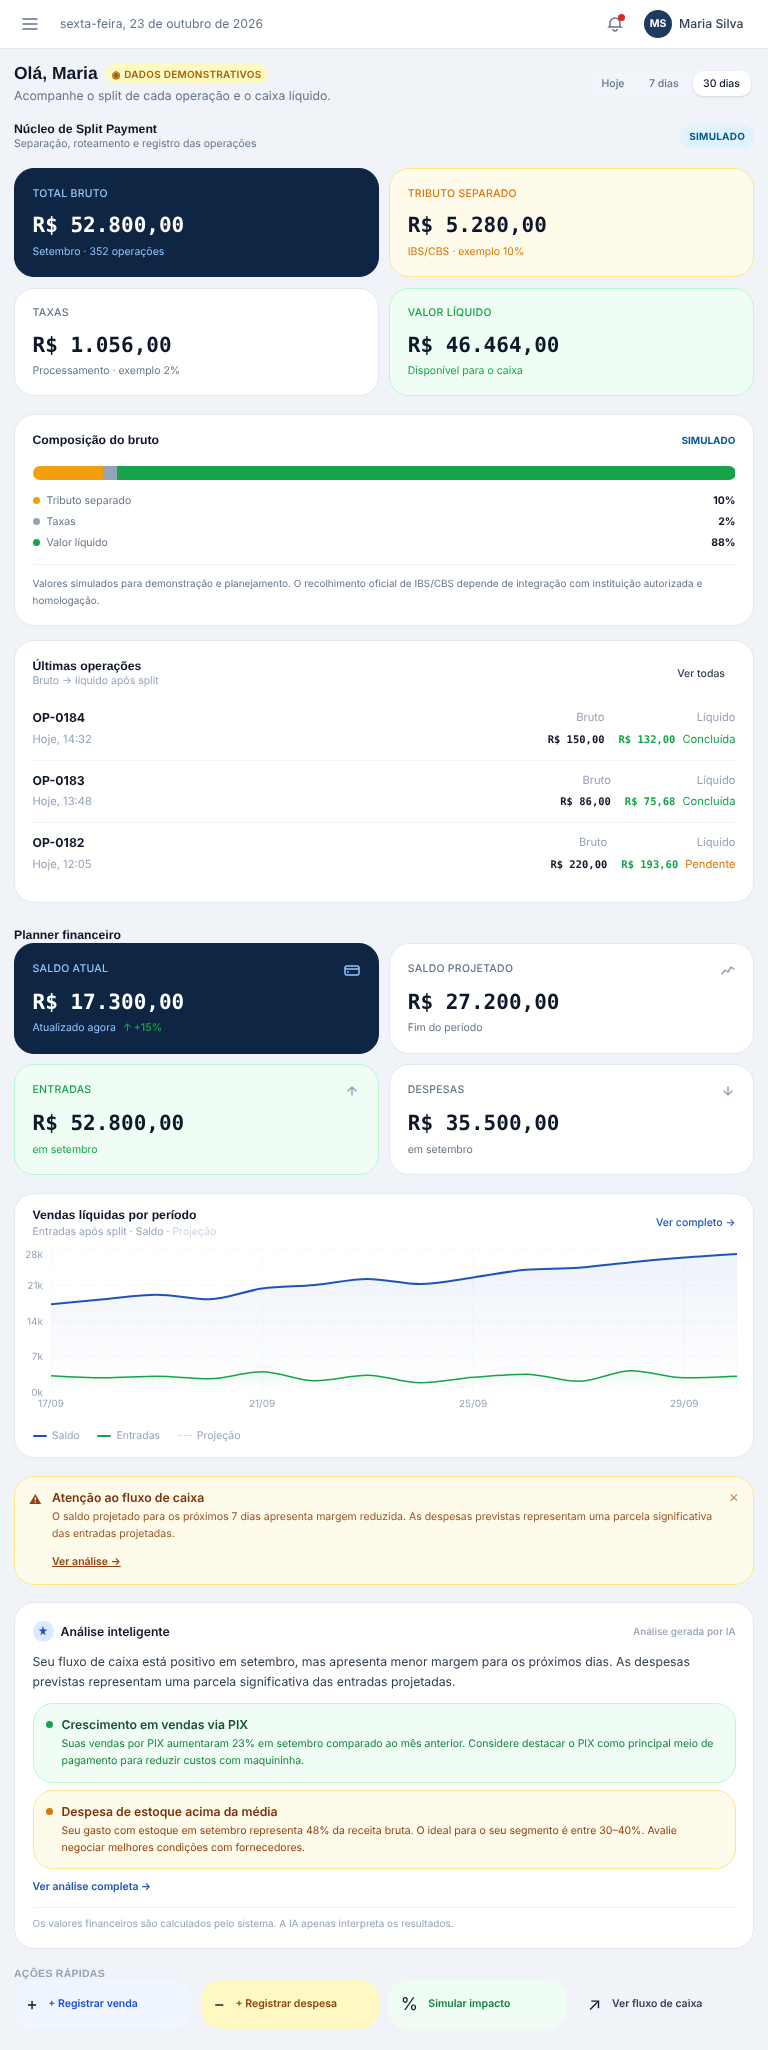 sexta-feira, 23 de outubro de 2026
MS Maria Silva
Olá, Maria ◉ DADOS DEMONSTRATIVOS
Acompanhe o split de cada operação e o caixa líquido.
Hoje 7 dias 30 dias
Núcleo de Split Payment
Separação, roteamento e registro das operações
SIMULADO
TOTAL BRUTO
R$ 52.800,00
Setembro · 352 operações
TRIBUTO SEPARADO
R$ 5.280,00
IBS/CBS · exemplo 10%
TAXAS
R$ 1.056,00
Processamento · exemplo 2%
VALOR LÍQUIDO
R$ 46.464,00
Disponível para o caixa
Composição do bruto SIMULADO
Tributo separado 10%
Taxas 2%
Valor líquido 88%
Valores simulados para demonstração e planejamento. O recolhimento oficial de IBS/CBS depende de integração com instituição autorizada e
homologação.
Últimas operações
Bruto → líquido após split
Ver todas
OP-0184 Bruto Líquido
Hoje, 14:32 R$ 150,00 R$ 132,00 Concluída
OP-0183 Bruto Líquido
Hoje, 13:48 R$ 86,00 R$ 75,68 Concluída
OP-0182 Bruto Líquido
Hoje, 12:05 R$ 220,00 R$ 193,60 Pendente
Planner financeiro
SALDO ATUAL
R$ 17.300,00
Atualizado agora ↑ +15%
SALDO PROJETADO
R$ 27.200,00
Fim do período
ENTRADAS
R$ 52.800,00
em setembro
DESPESAS
R$ 35.500,00
em setembro
Vendas líquidas por período
Entradas após split · Saldo · Projeção
Ver completo →
28k
21k
14k
7k
0k
17/09 21/09 25/09 29/09
Saldo Entradas Projeção
Atenção ao fluxo de caixa ×
O saldo projetado para os próximos 7 dias apresenta margem reduzida. As despesas previstas representam uma parcela significativa
das entradas projetadas.
Ver análise →
Análise inteligente Análise gerada por IA
Seu fluxo de caixa está positivo em setembro, mas apresenta menor margem para os próximos dias. As despesas
previstas representam uma parcela significativa das entradas projetadas.
Crescimento em vendas via PIX
Suas vendas por PIX aumentaram 23% em setembro comparado ao mês anterior. Considere destacar o PIX como principal meio de
pagamento para reduzir custos com maquininha.
Despesa de estoque acima da média
Seu gasto com estoque em setembro representa 48% da receita bruta. O ideal para o seu segmento é entre 30–40%. Avalie
negociar melhores condições com fornecedores.
Ver análise completa →
Os valores financeiros são calculados pelo sistema. A IA apenas interpreta os resultados.
AÇÕES RÁPIDAS
+ + Registrar venda
− + Registrar despesa
% Simular impacto
↗ Ver fluxo de caixa